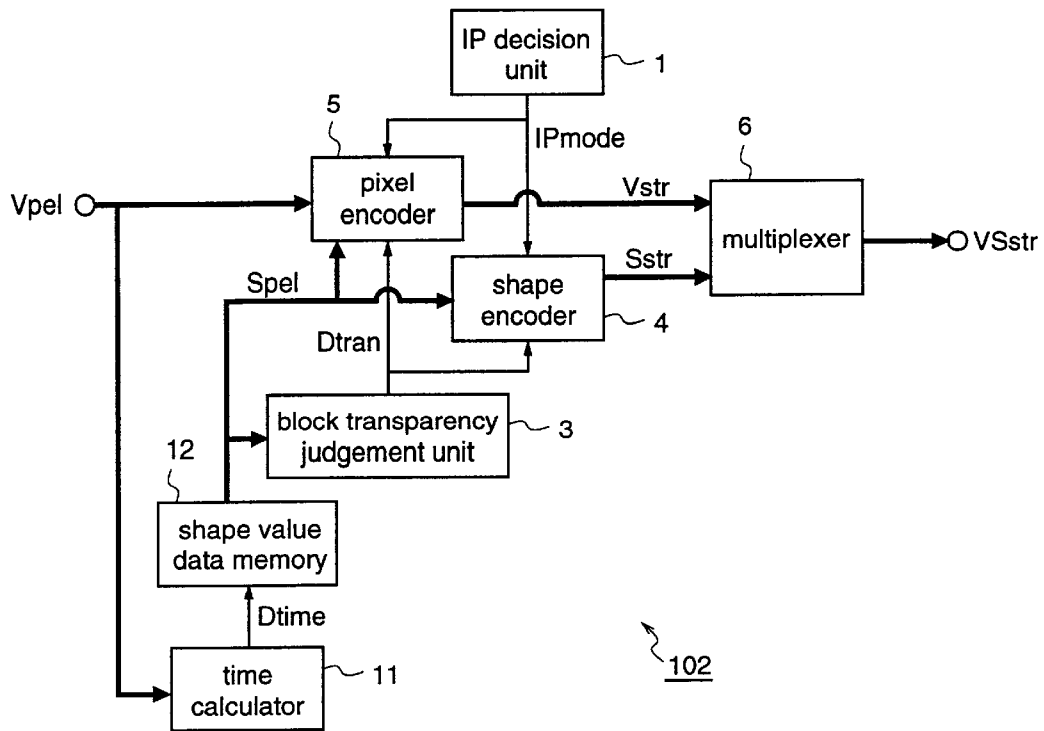 IP decision
unit
1
5
IPmode
6
pixel
encoder
Vpel
Vstr
multiplexer
VSstr
Spel
shape
encoder
Sstr
4
Dtran
block transparency
judgement unit
3
12
shape value
data memory
Dtime
time
calculator
11
102